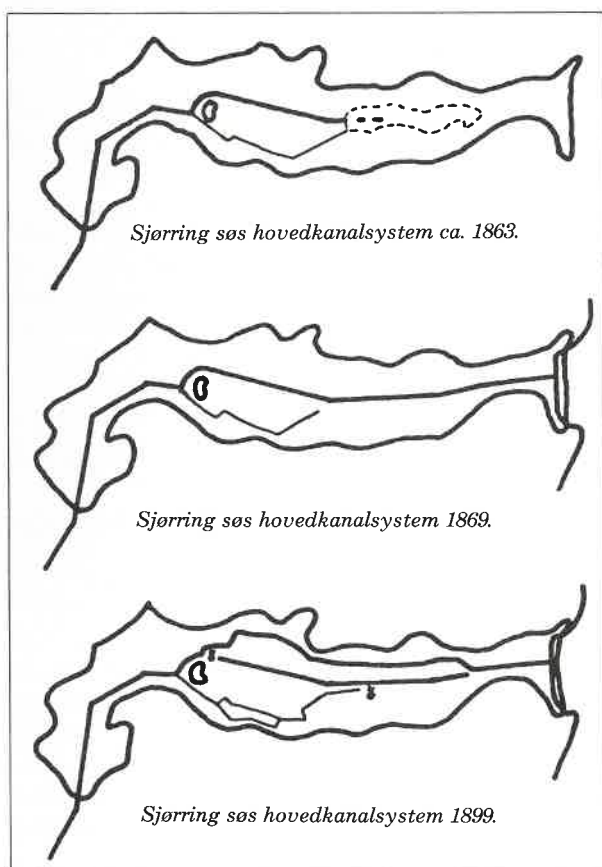 Sjørring søs hovedkanalsystem ca. 1863.
Sjørring søs hovedkanalsystem 1869.
Sjørring søs hovedkanalsystem 1899.